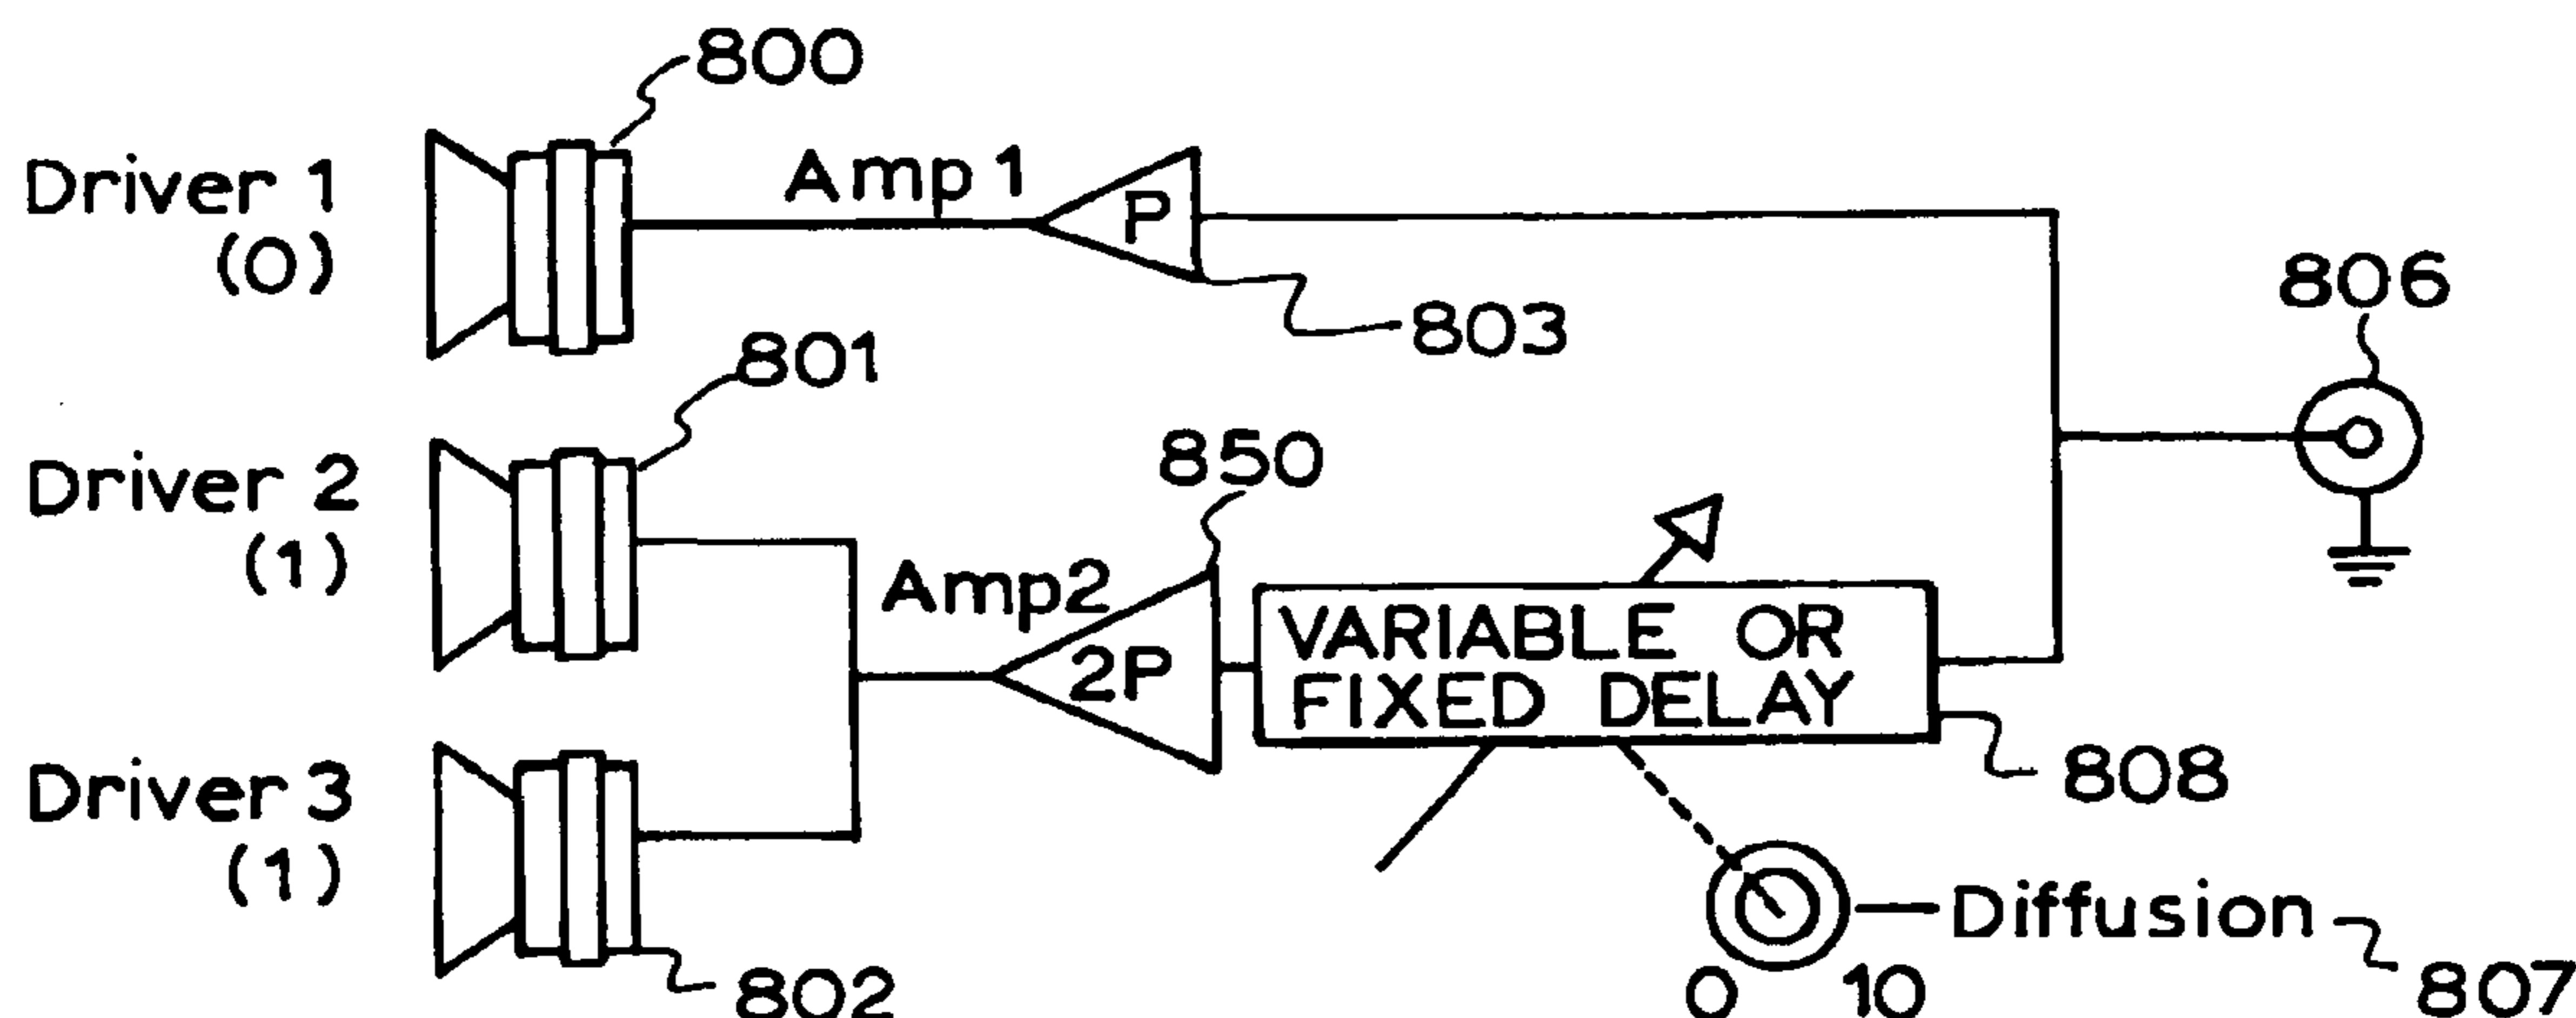 800
Driver 1
(0)
Amp 1
P
803
806
801
Driver 2
(1)
850
Amp2
2P
VARIABLE OR
FIXED DELAY
808
Driver 3
(1)
802
Diffusion
0 10
807